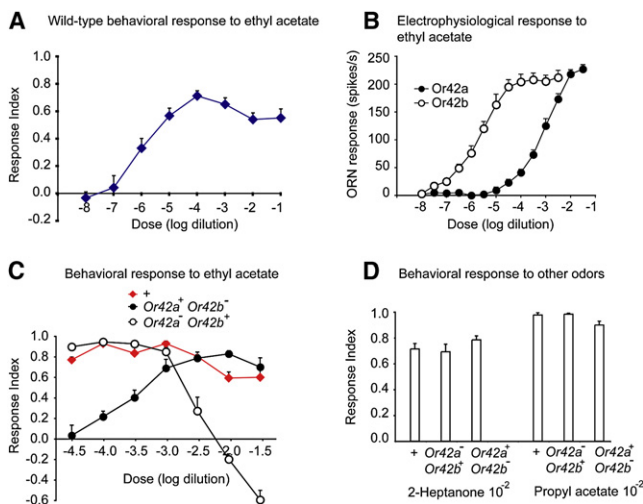 A
Wild-type behavioral response to ethyl acetate
Response Index
1.0
0.8
0.6
0.4
0.2
0.0
-0.2
-8 -7 -6 -5 -4 -3 -2 -1
Dose (log dilution)
B
Electrophysiological response to
ethyl acetate
ORN response (spikes/s)
250
200
150
100
50
0
Or42a
Or42b
-8 -7 -6 -5 -4 -3 -2 -1
Dose (log dilution)
C
Behavioral response to ethyl acetate
+
Or42a+ Or42b-
Or42a- Or42b+
Response Index
1.0
0.8
0.6
0.4
0.2
0.0
-0.2
-0.4
-0.6
-4.5 -4.0 -3.5 -3.0 -2.5 -2.0 -1.5
Dose (log dilution)
D
Behavioral response to other odors
Response Index
1.0
0.8
0.6
0.4
0.2
0.0
+ Or42a- Or42a+ + Or42a- Or42a+
Or42b+ Or42b- Or42b+ Or42b-
2-Heptanone 10-2 Propyl acetate 10-2